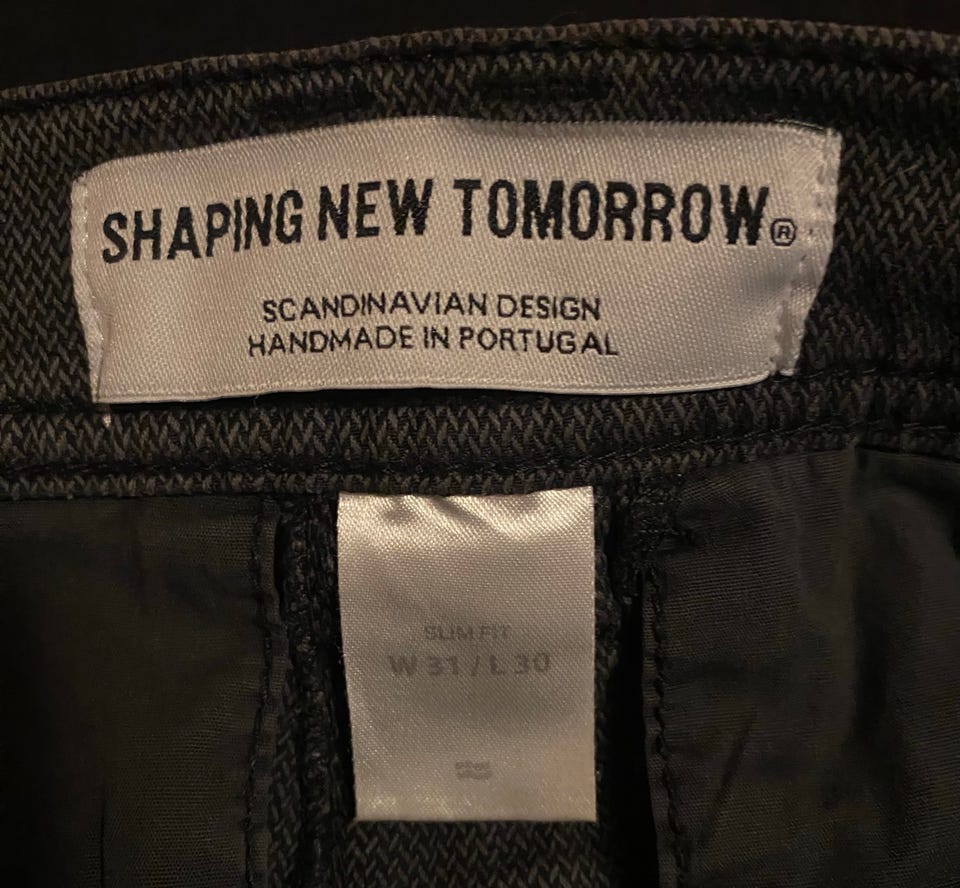 SHAPING NEW TOMORROW®
SCANDINAVIAN DESIGN
HANDMADE IN PORTUGAL
SLIM FIT
W 31 / L 30